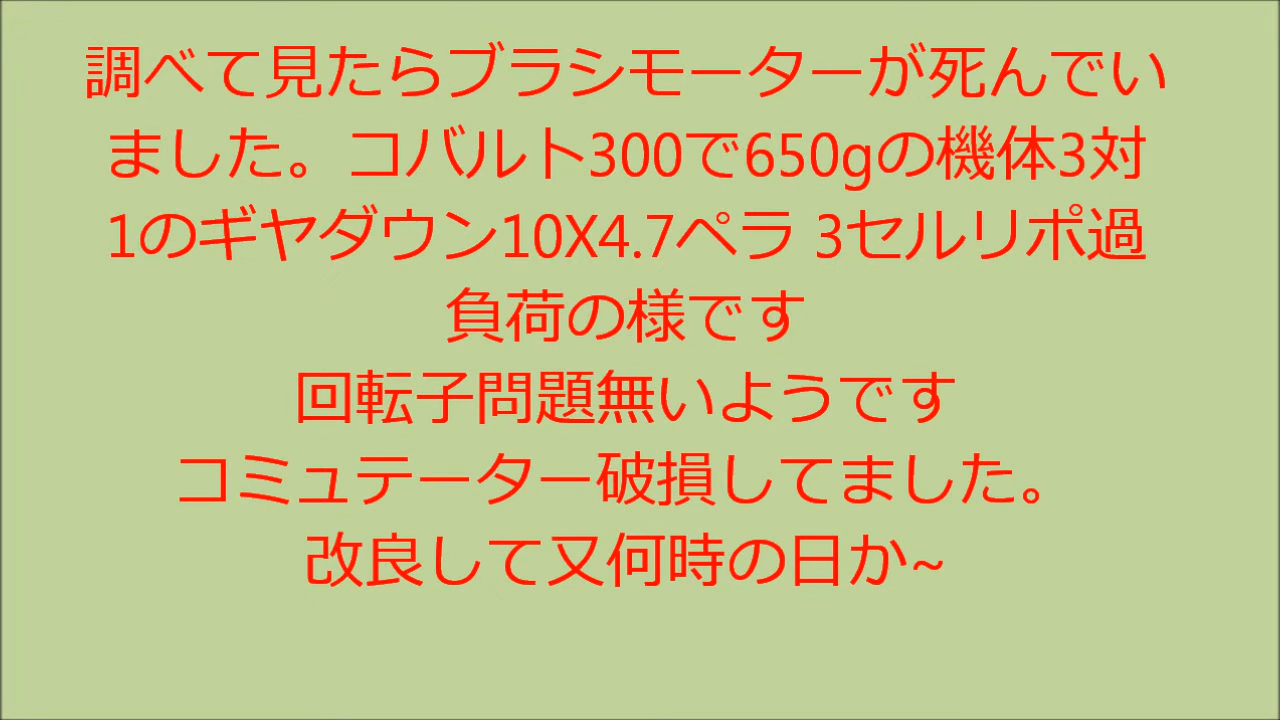 調べて見たらブラシモーターが死んでい
ました。コバルト300で650gの機体3対
1のギヤダウン10X4.7ペラ 3セルリポ過
負荷の様です
回転子問題無いようです
コミュテーター破損してました。
改良して又何時の日か~